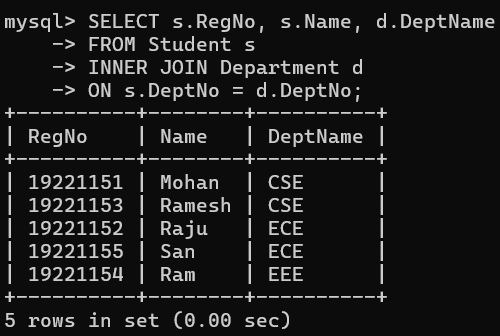 mysql> SELECT s.RegNo, s.Name, d.DeptName
    -> FROM Student s
    -> INNER JOIN Department d
    -> ON s.DeptNo = d.DeptNo;
+----------+--------+----------+
| RegNo    | Name   | DeptName |
+----------+--------+----------+
| 19221151 | Mohan  | CSE      |
| 19221153 | Ramesh | CSE      |
| 19221152 | Raju   | ECE      |
| 19221155 | San    | ECE      |
| 19221154 | Ram    | EEE      |
+----------+--------+----------+
5 rows in set (0.00 sec)